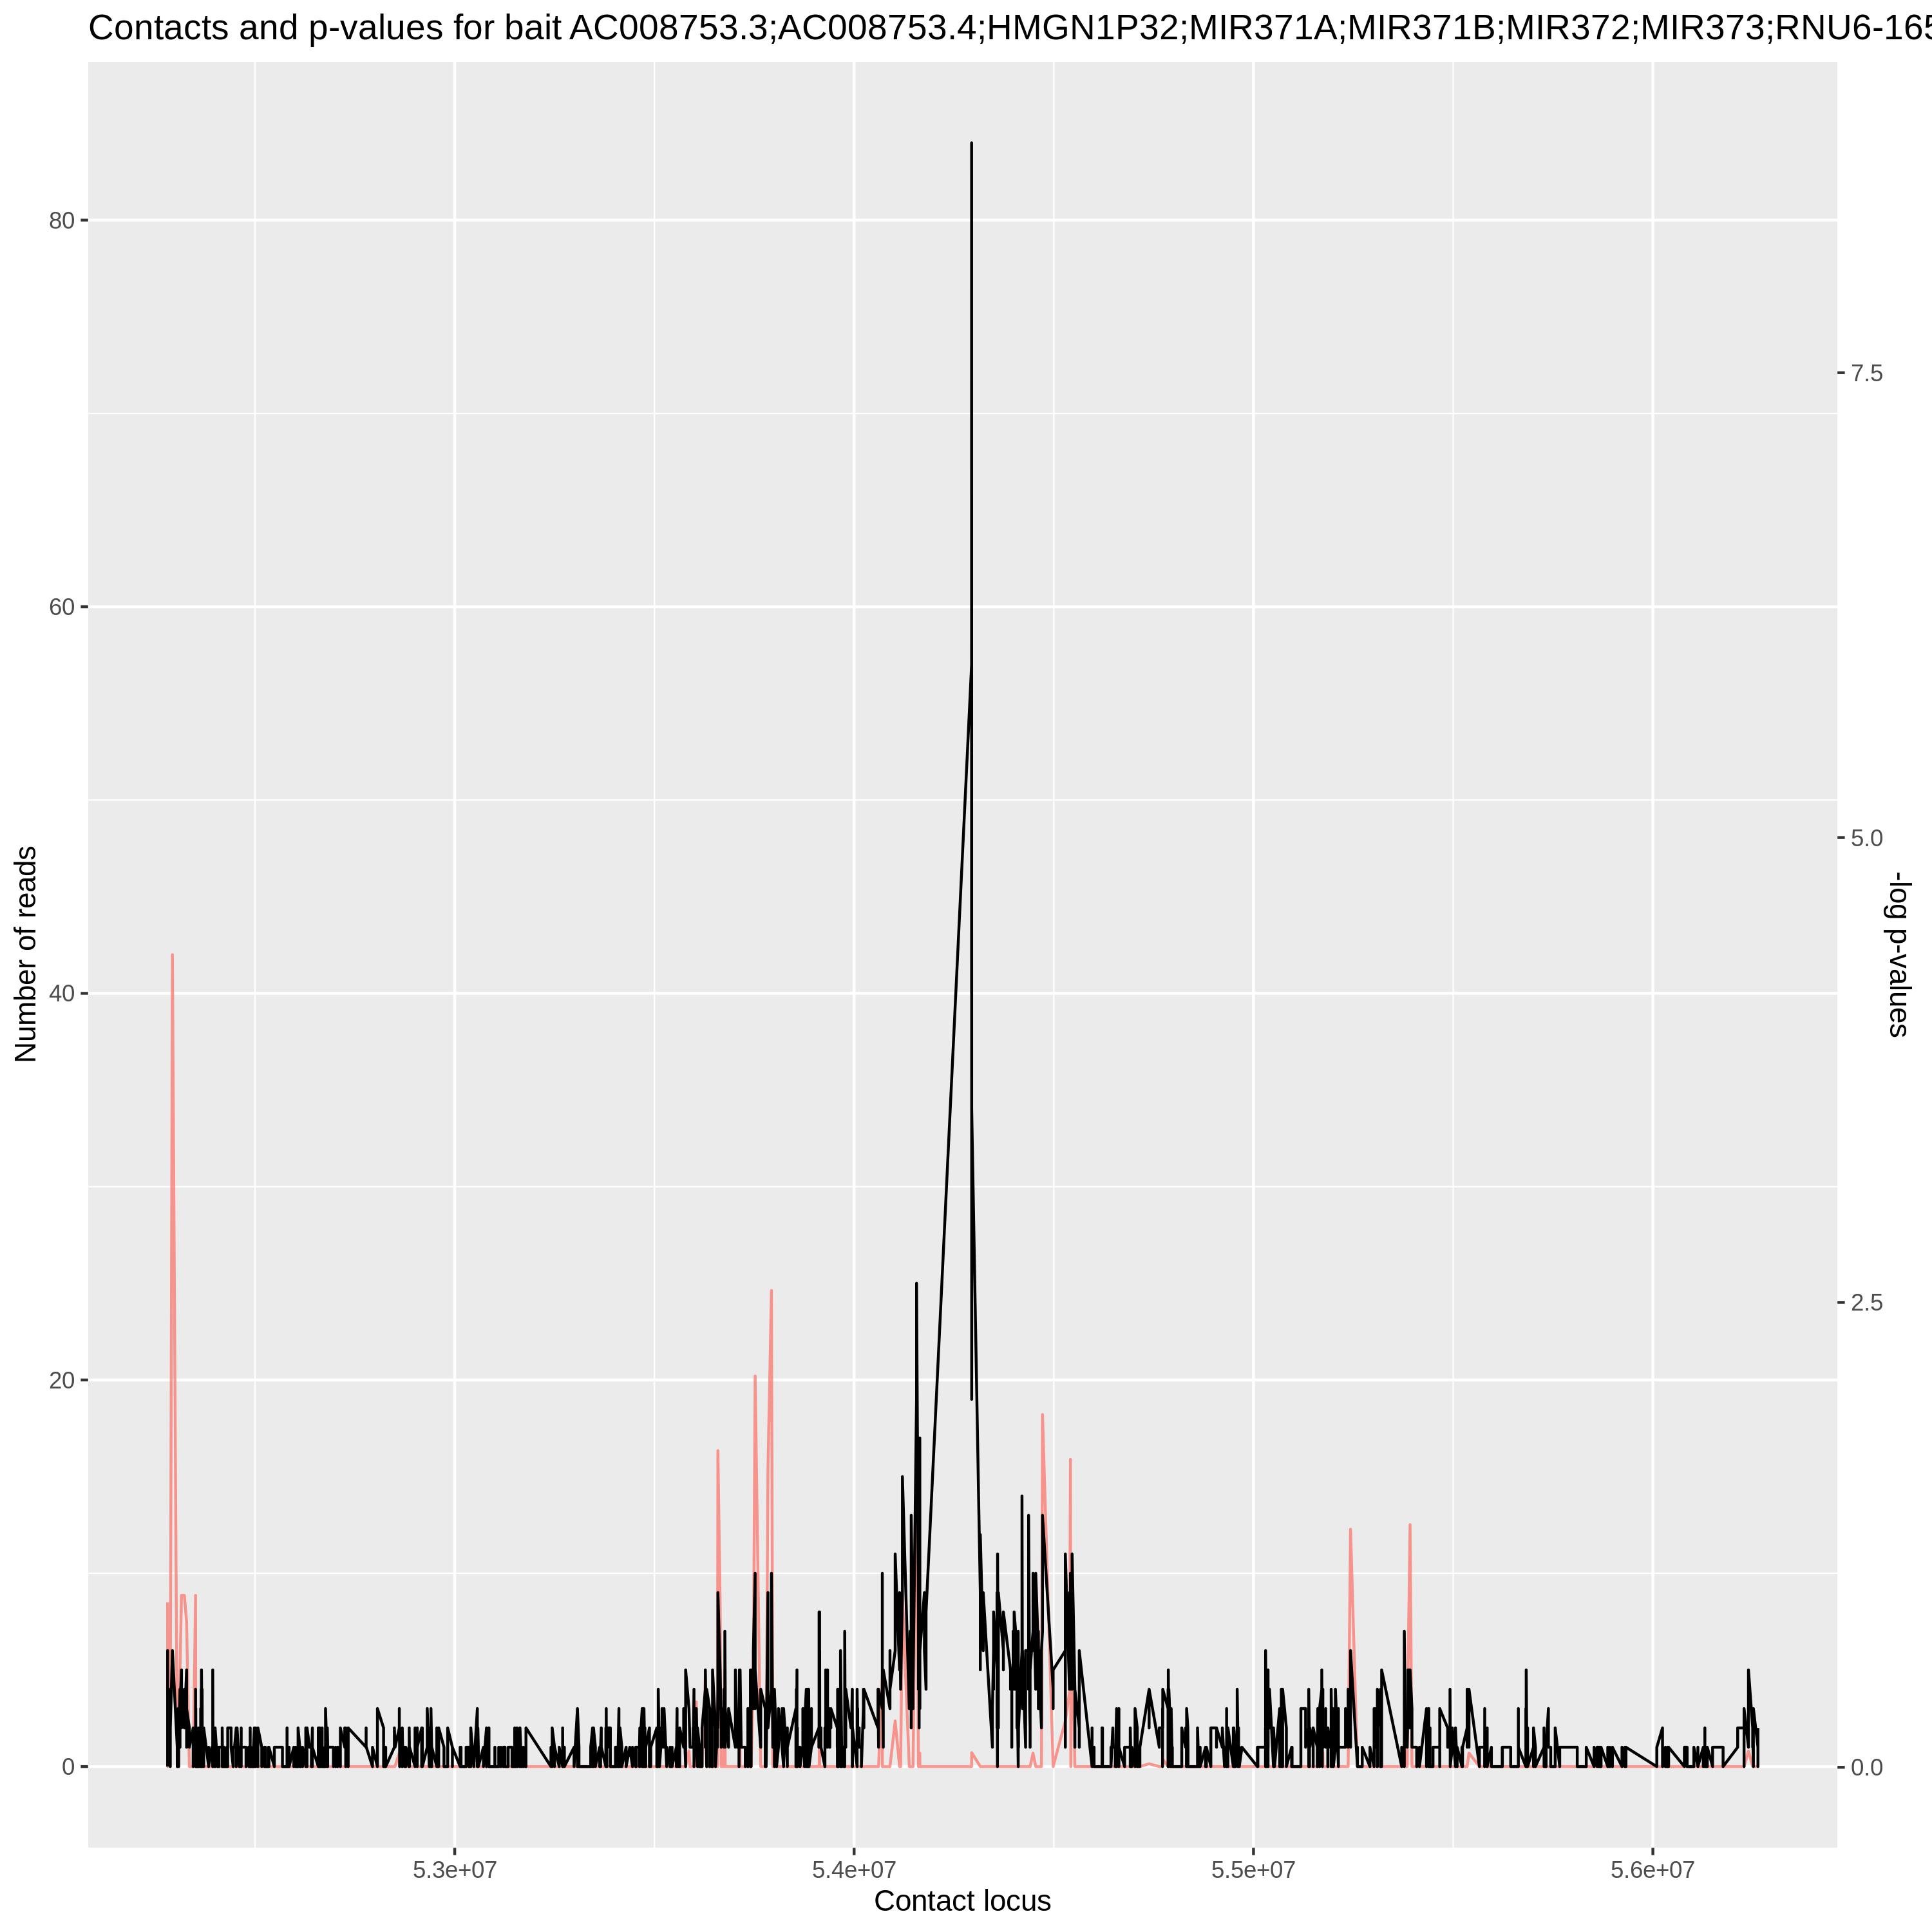 Contacts and p-values for bait AC008753.3;AC008753.4;HMGN1P32;MIR371A;MIR371B;MIR372;MIR373;RNU6-165
80
60
40
20
0
Number of reads
7.5
5.0
2.5
0.0
-log p-values
5.3e+07 5.4e+07 5.5e+07 5.6e+07
Contact locus